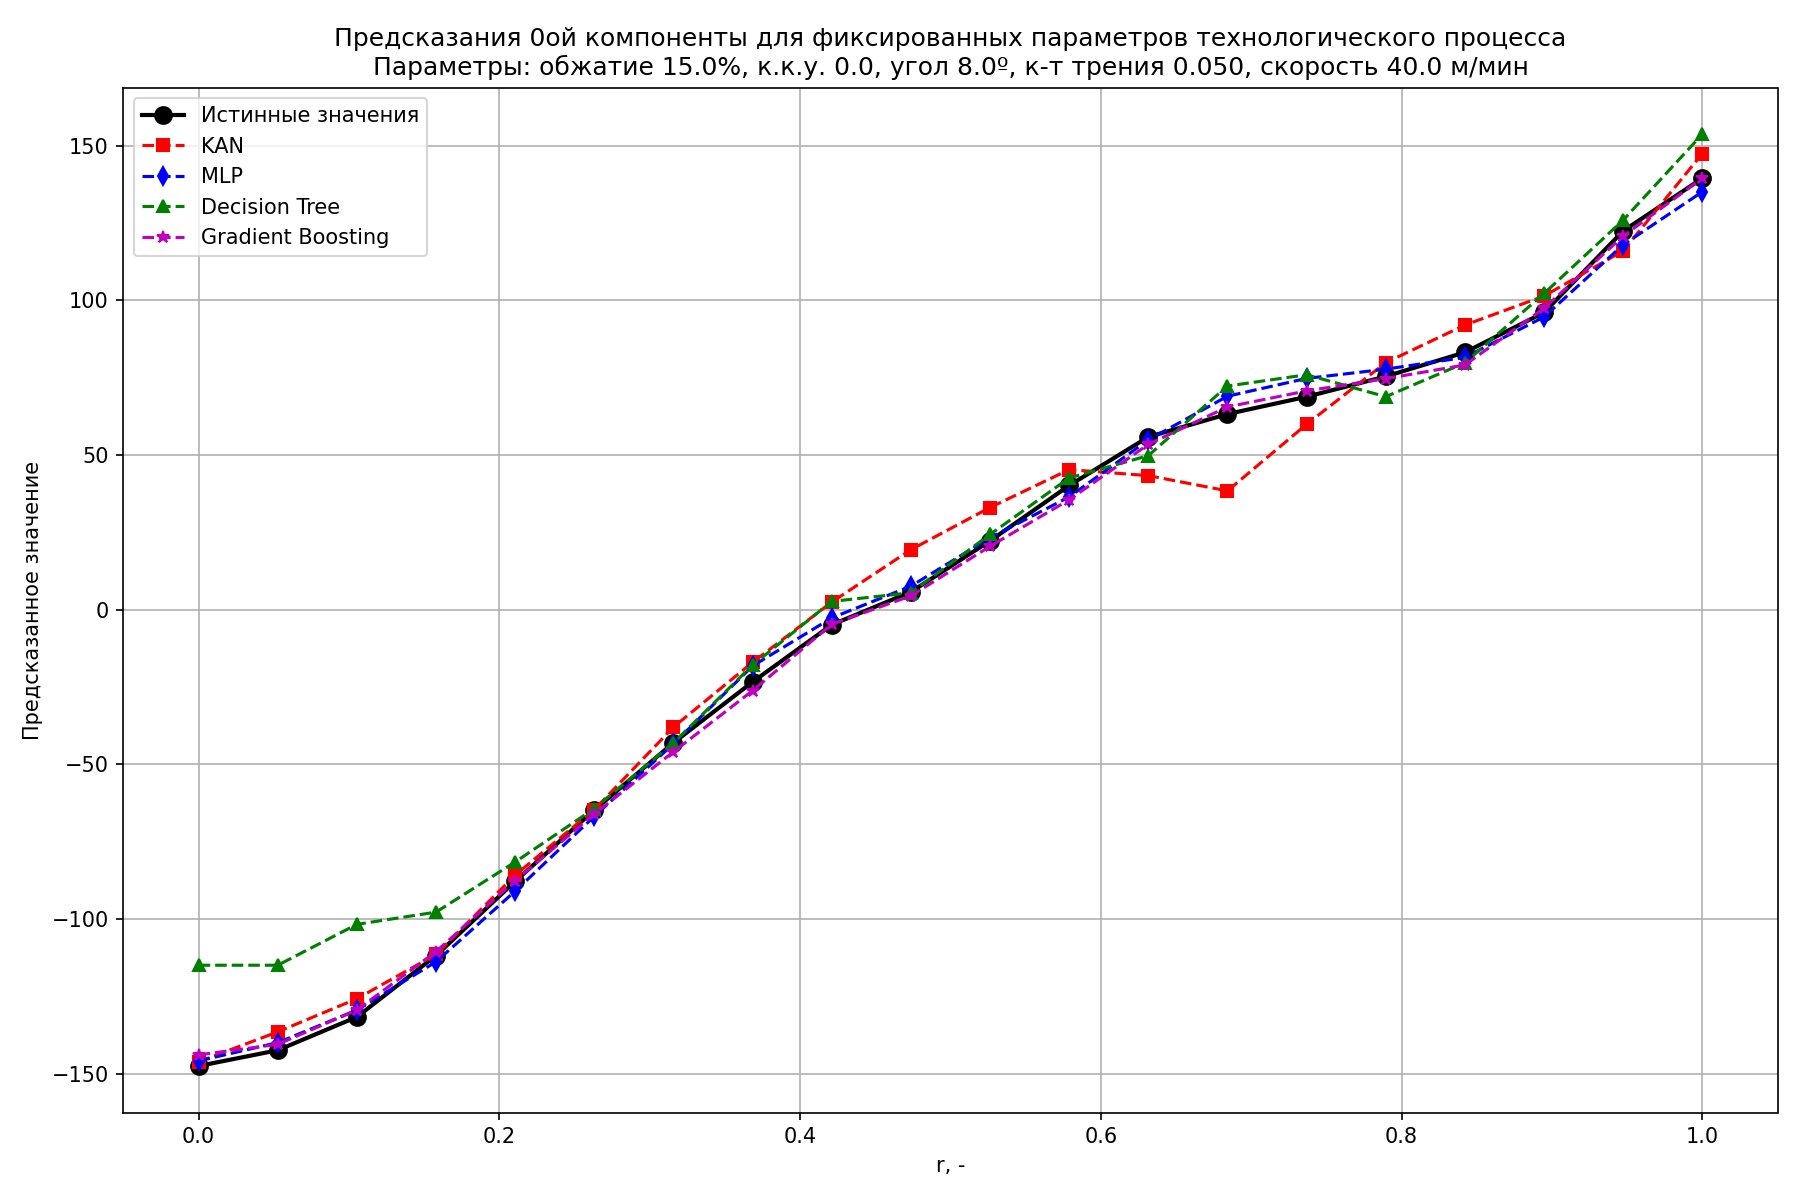 Предсказания 0ой компоненты для фиксированных параметров технологического процесса
Параметры: обжатие 15.0%, к.к.у. 0.0, угол 8.0º, к-т трения 0.050, скорость 40.0 м/мин
Истинные значения
KAN
MLP
Decision Tree
Gradient Boosting
Предсказанное значение
150
100
50
0
−50
−100
−150
0.0
0.2
0.4
0.6
0.8
1.0
r, -